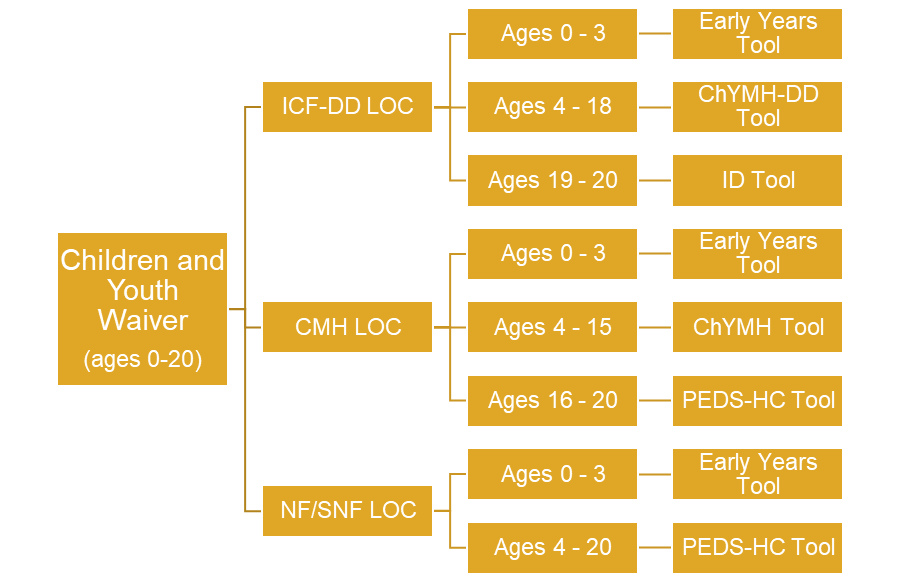 Children and
Youth
Waiver
(ages 0-20)
ICF-DD LOC
Ages 0 - 3
Early Years
Tool
Ages 4 - 18
ChYMH-DD
Tool
Ages 19 - 20
ID Tool
CMH LOC
Ages 0 - 3
Early Years
Tool
Ages 4 - 15
ChYMH Tool
Ages 16 - 20
PEDS-HC Tool
NF/SNF LOC
Ages 0 - 3
Early Years
Tool
Ages 4 - 20
PEDS-HC Tool